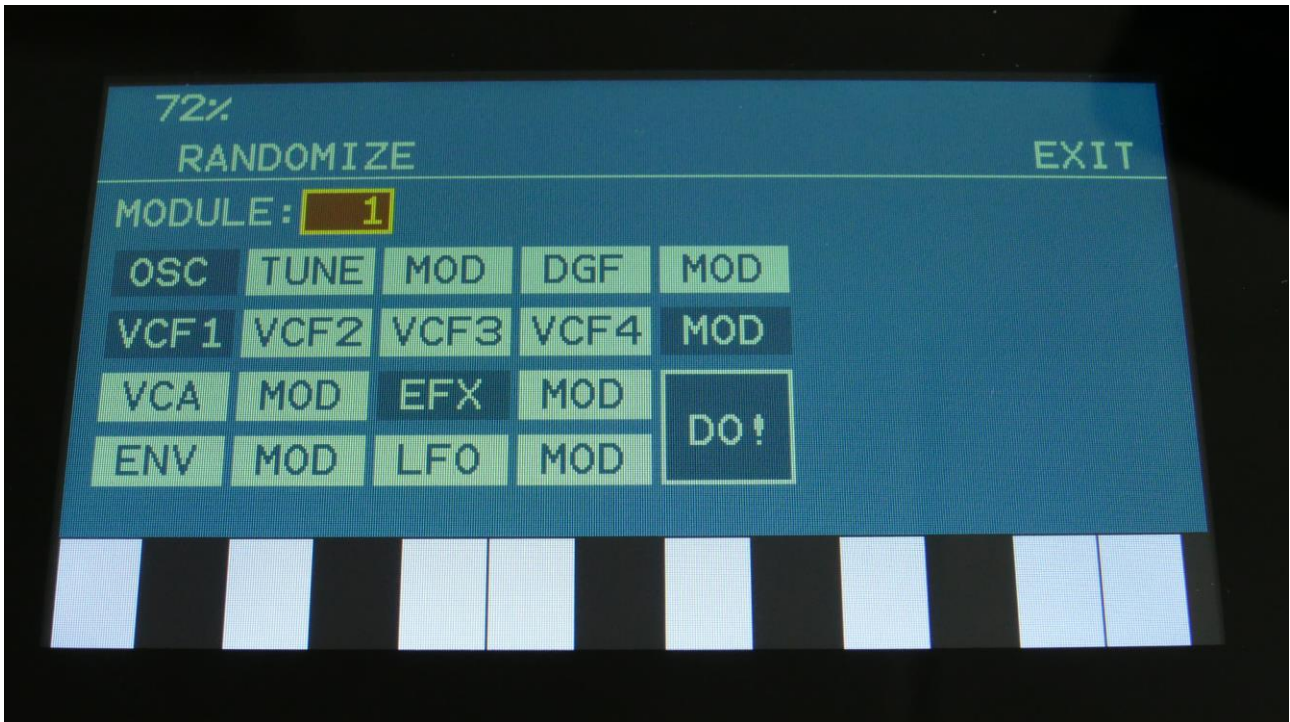 72%
RANDOMIZE EXIT
MODULE: 1
OSC TUNE MOD DGF MOD
VCF1 VCF2 VCF3 VCF4 MOD
VCA MOD EFX MOD
DO!
ENV MOD LFO MOD